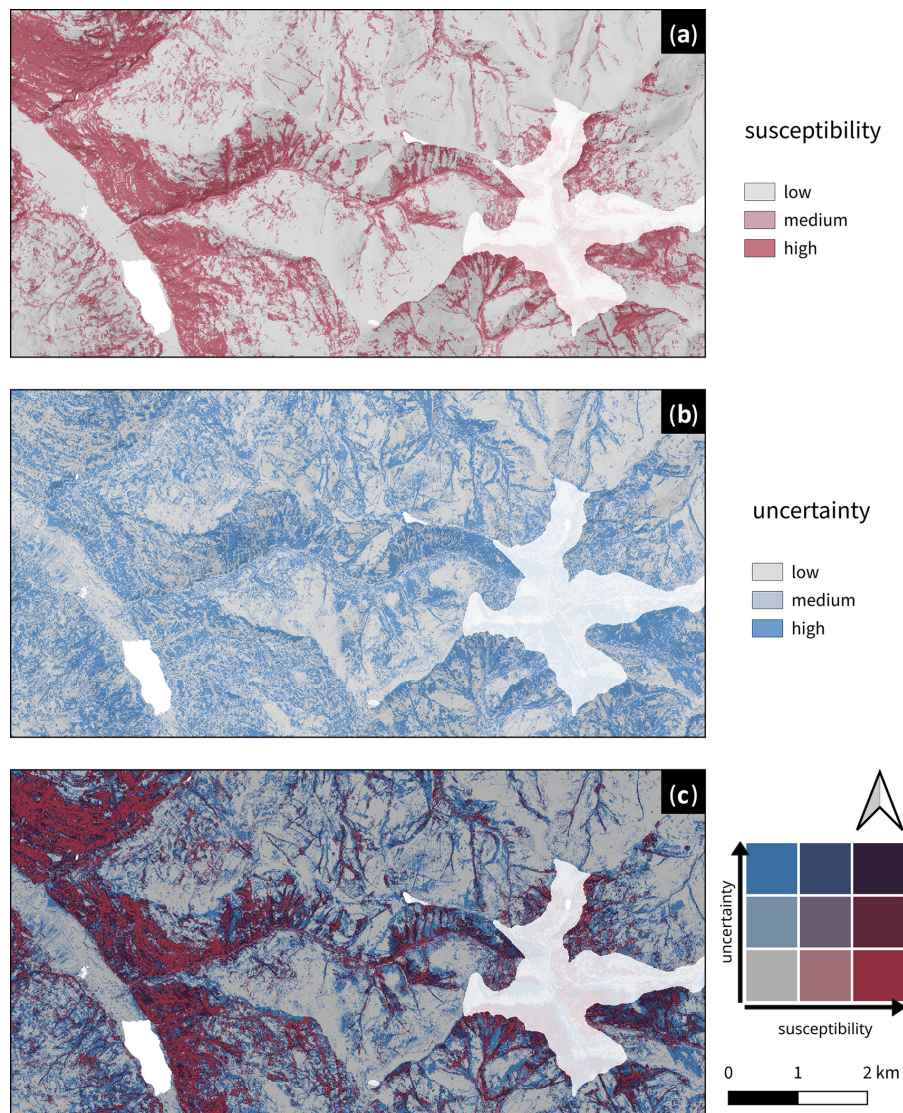 (a)
susceptibility
low
medium
high
(b)
uncertainty
low
medium
high
(c)
uncertainty
susceptibility
0 1 2 km